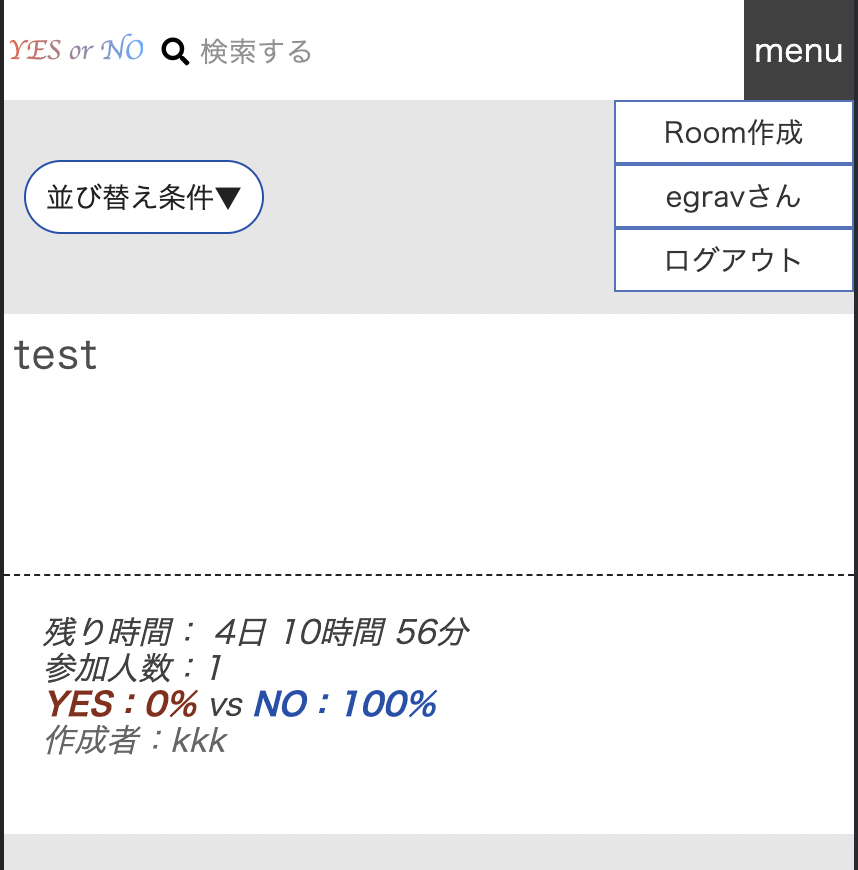 YES or NO 検索する menu
Room作成
egravさん
ログアウト
並び替え条件▼
test
残り時間： 4日 10時間 56分
参加人数：1
YES：0% vs NO：100%
作成者：kkk